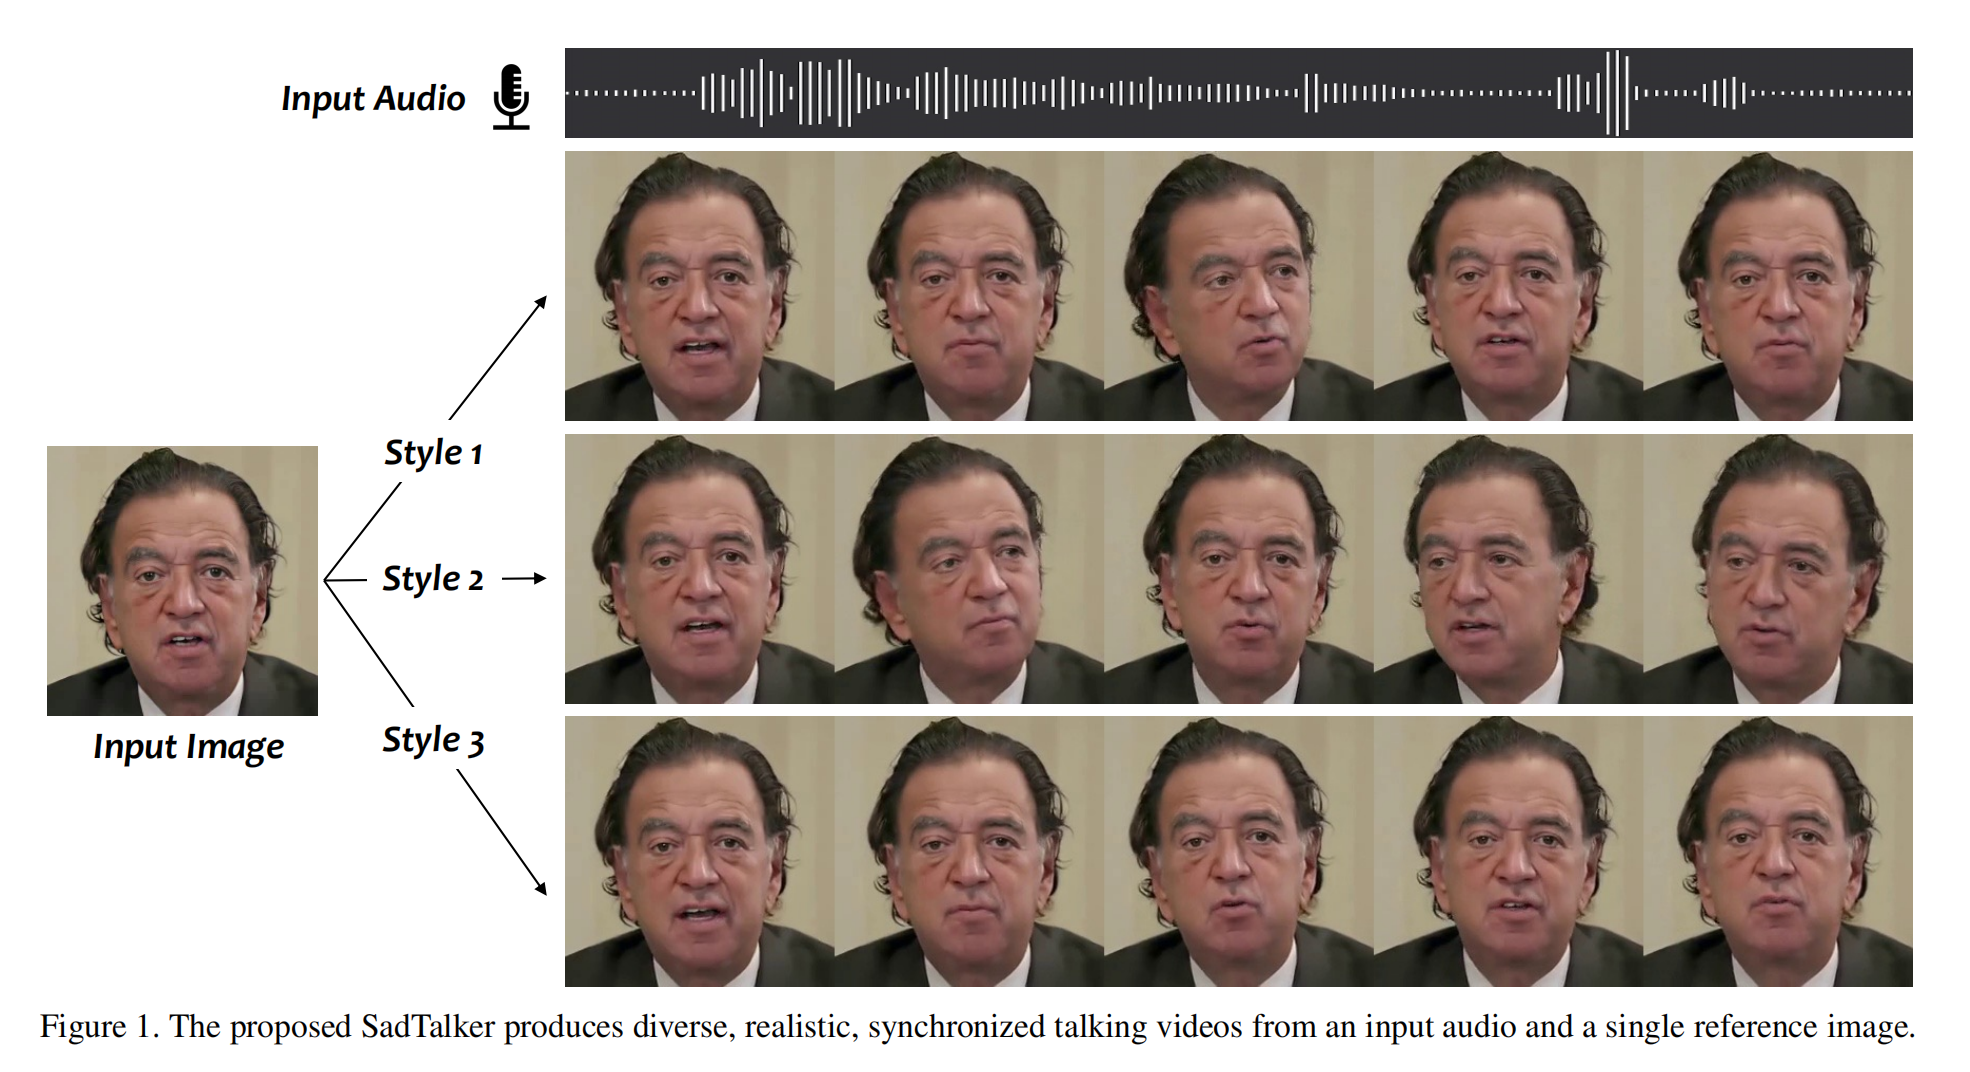 Input Audio
Style 1
Style 2
Input Image
Style 3
Figure 1. The proposed SadTalker produces diverse, realistic, synchronized talking videos from an input audio and a single reference image.